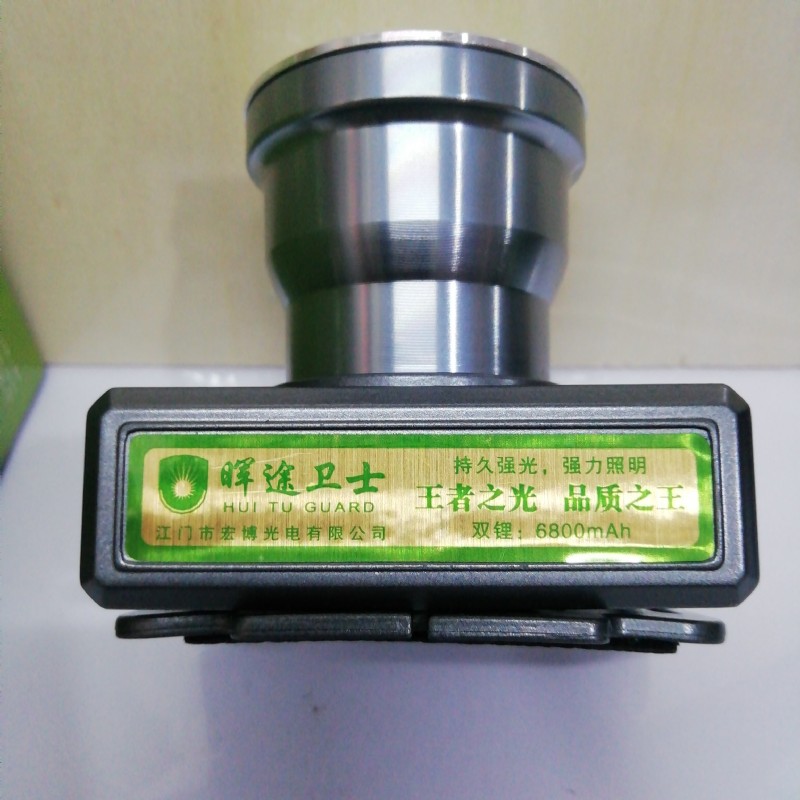 晖途卫士
HUI TU GUARD
江门市宏博光电有限公司
持久强光，强力照明
王者之光 品质之王
双锂：6800mAh